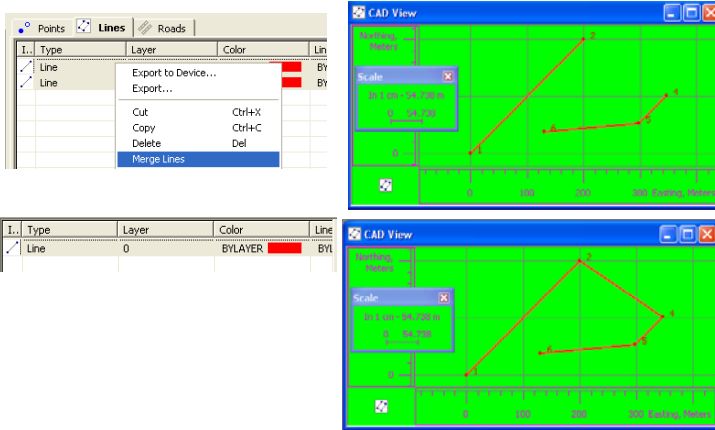 Points Lines Roads
I.. Type Layer Color Lin
Line BY
Line BY
Export to Device...
Export...
Cut Ctrl+X
Copy Ctrl+C
Delete Del
Merge Lines
CAD View
Northing,
Meters
Scale
In 1 cm - 54.738 m
0 54.738
0
2
4
5
6
1
0 100 200 300 Easting, Meters
I.. Type Layer Color Line
Line 0 BYLAYER BYL
CAD View
Northing,
Meters
Scale
In 1 cm - 54.738 m
0 54.738
0
2
4
5
6
1
0 100 200 300 Easting, Meters